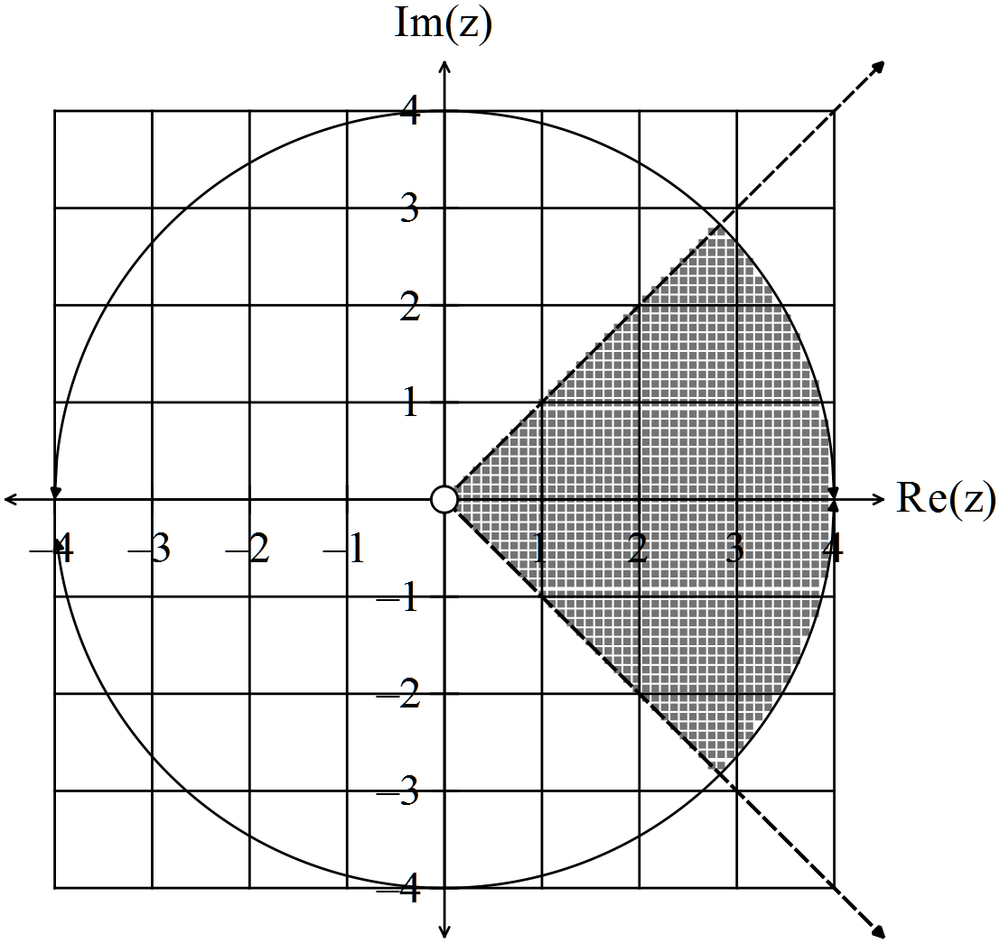 Im(z)
4
3
2
1
Re(z)
–4 –3 –2 –1 1 2 3 4
–1
–2
–3
–4